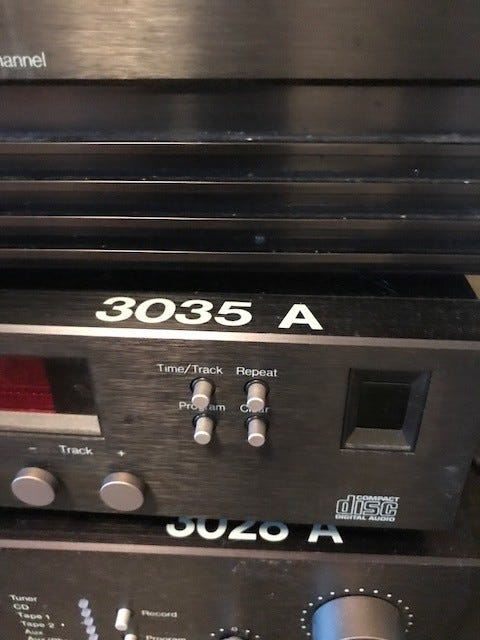 hannel
3035 A
Time/Track Repeat
Program Clear
- Track +
COMPACT
disc
DIGITAL AUDIO
3028 A
Tuner
CD
Tape 1
Tape 2
Aux
Record
Program